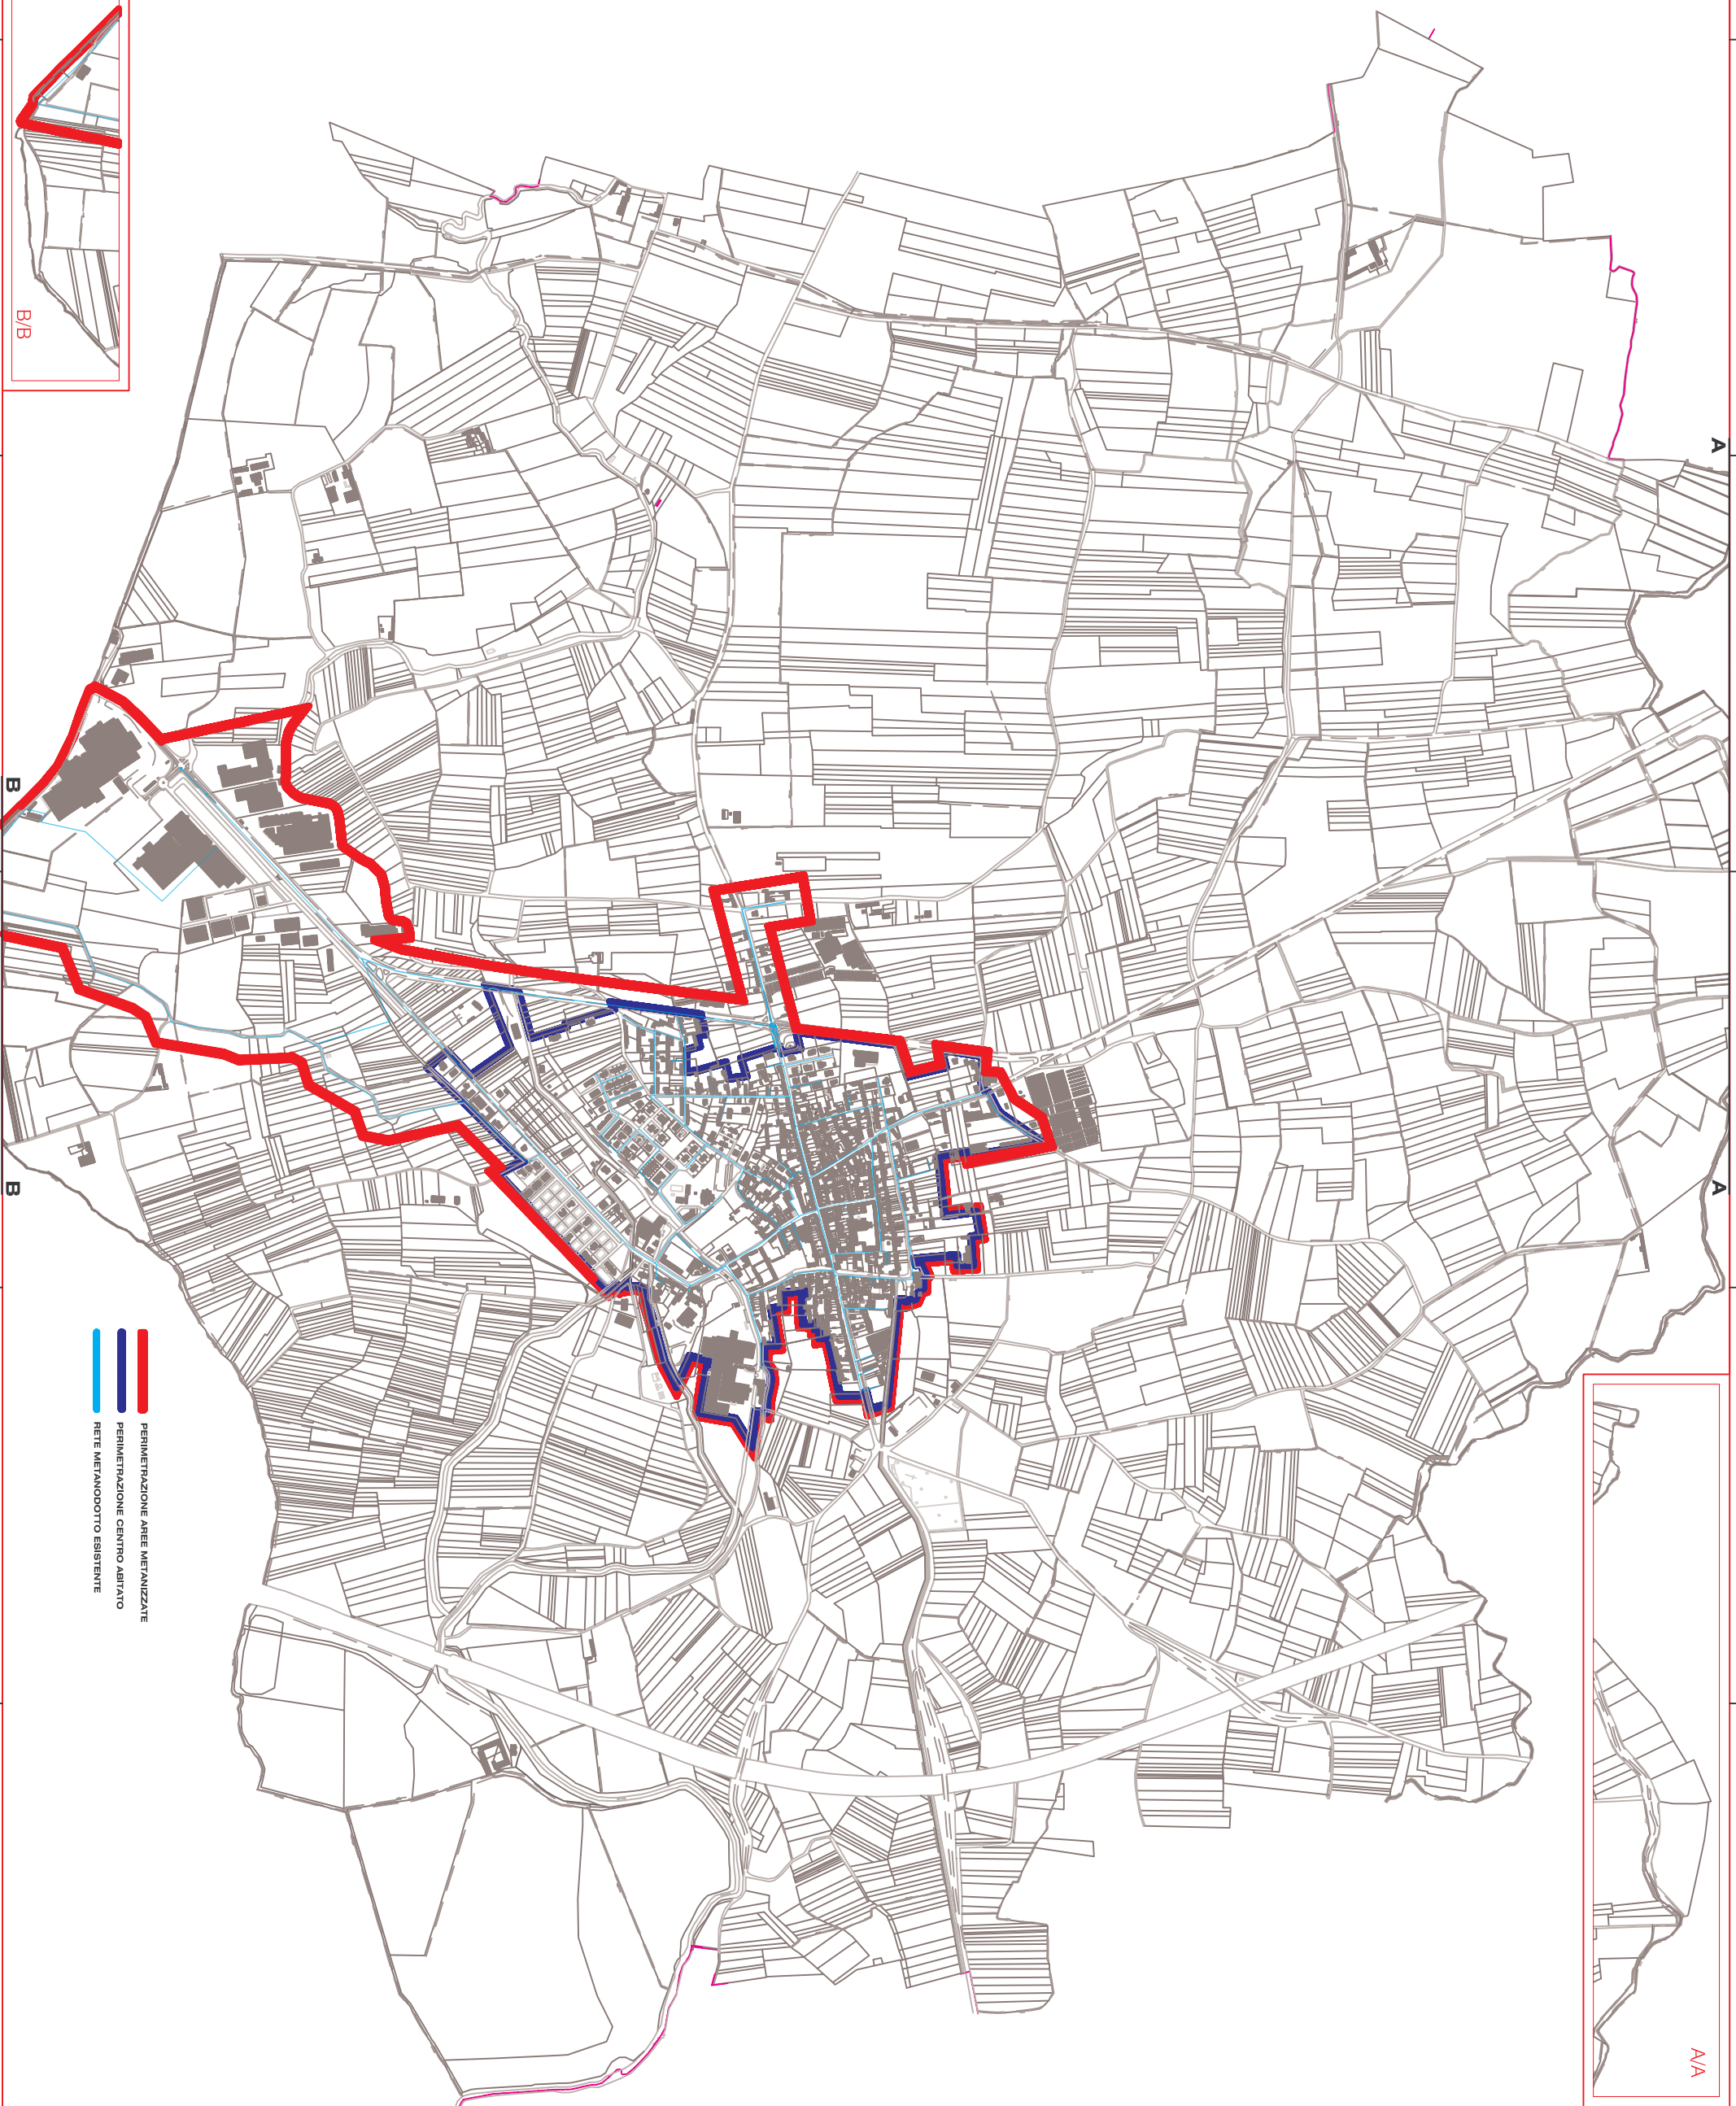 A
A
A/A
PERIMETRAZIONE AREE METANIZZATE
PERIMETRAZIONE CENTRO ABITATO
RETE METANODOTTO ESISTENTE
B/B
B
B